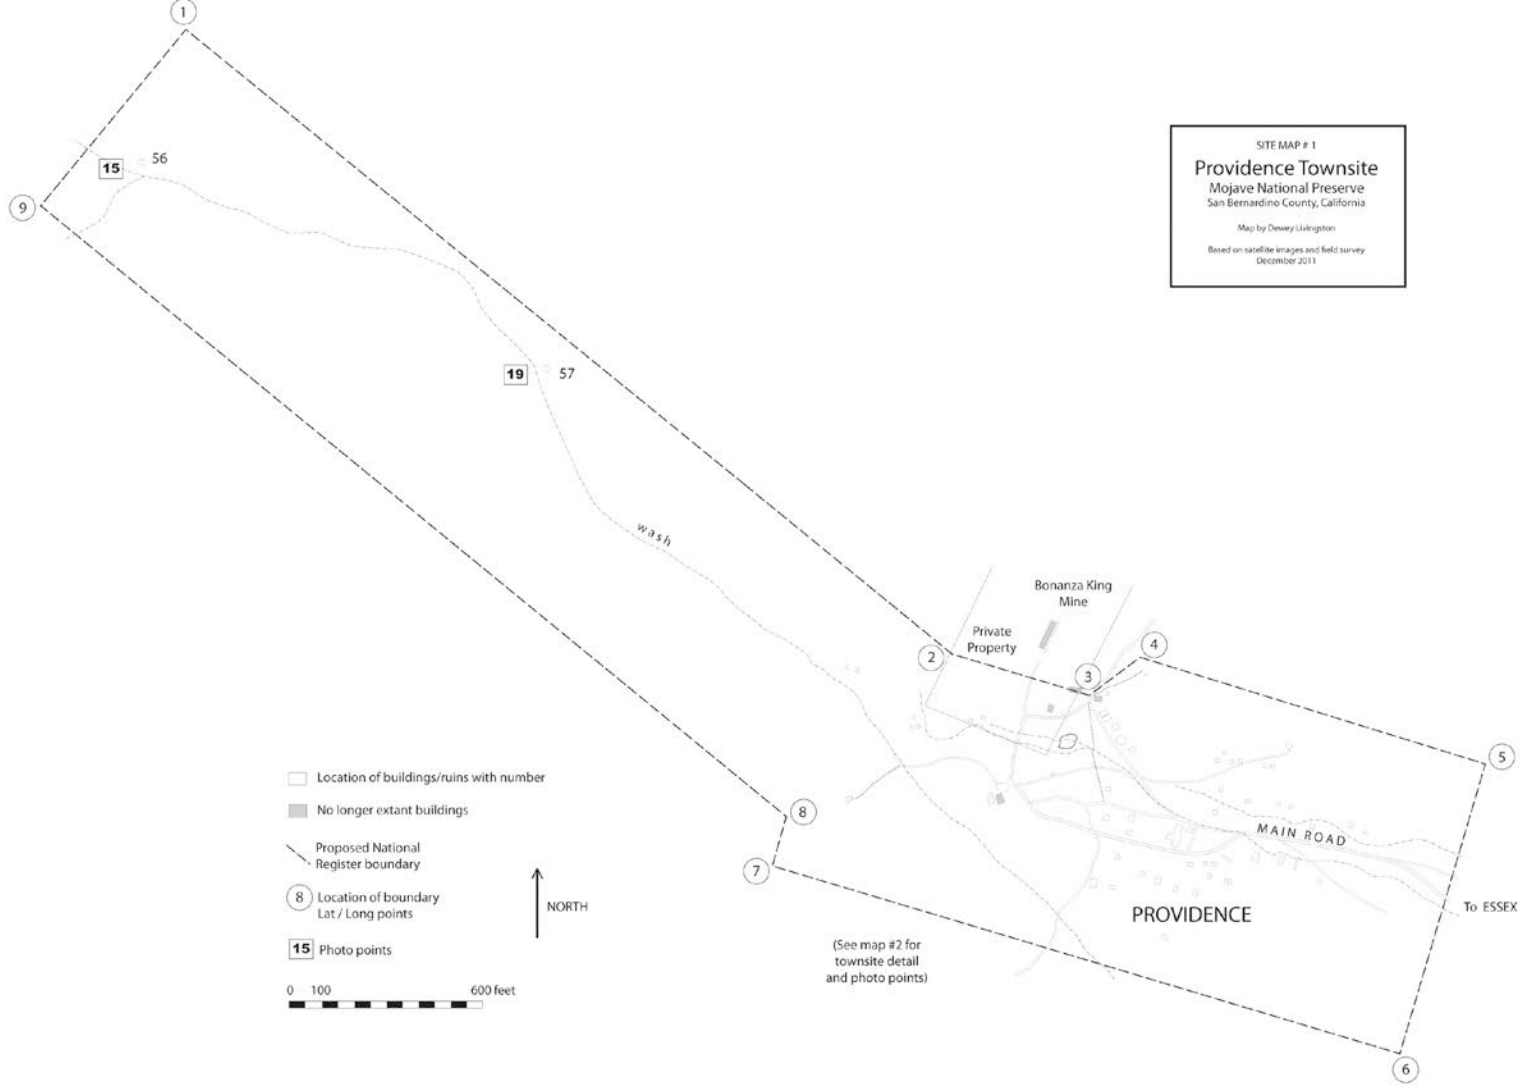 1
SITE MAP # 1
Providence Townsite
Mojave National Preserve
San Bernardino County, California
Map by Dewey Livingston
Based on satellite images and field survey
December 2011
15
56
9
19
57
wash
Bonanza King
Mine
Private
Property
2
3
4
5
8
7
MAIN ROAD
To ESSEX
PROVIDENCE
6
(See map #2 for
townsite detail
and photo points)
Location of buildings/ruins with number
No longer extant buildings
Proposed National
Register boundary
8 Location of boundary
Lat / Long points
15 Photo points
NORTH
0 100 600 feet